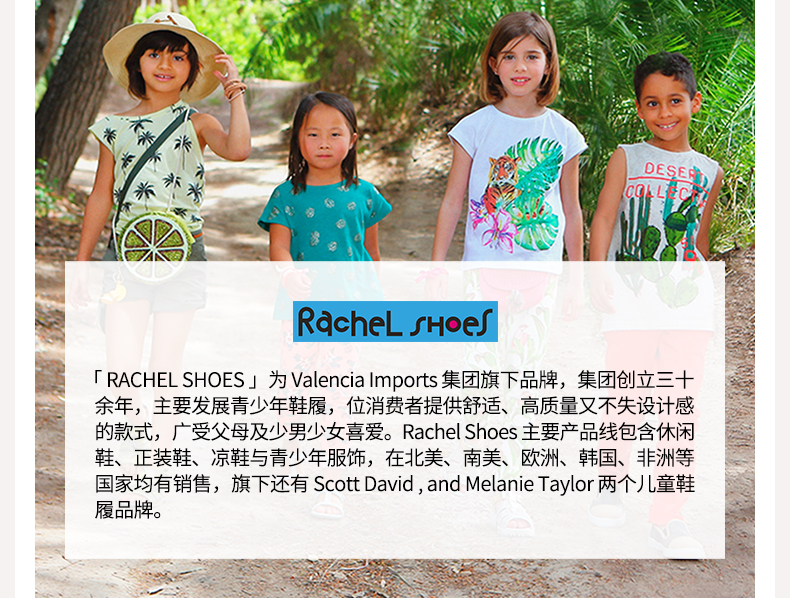 DESERT
COLLECT
Rachel SHOES
「 RACHEL SHOES 」 为 Valencia Imports 集团旗下品牌，集团创立三十
余年，主要发展青少年鞋履，位消费者提供舒适、高质量又不失设计感
的款式，广受父母及少男少女喜爱。Rachel Shoes 主要产品线包含休闲
鞋、正装鞋、凉鞋与青少年服饰，在北美、南美、欧洲、韩国、非洲等
国家均有销售，旗下还有 Scott David , and Melanie Taylor 两个儿童鞋
履品牌。